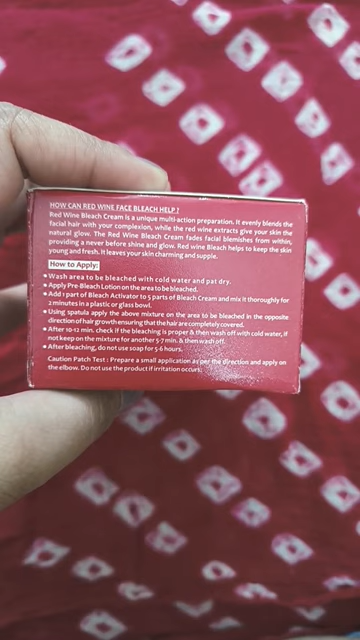 HOW CAN RED WINE FACE BLEACH HELP ?
Red Wine Bleach Cream is a unique multi-action preparation. It evenly blends the
facial hair with your complexion, while the red wine extracts give your skin the
natural glow. The Red Wine Bleach Cream fades facial blemishes from within,
providing a never before shine and glow. Red wine Bleach helps to keep the skin
young and fresh. It leaves your skin charming and supple.
How to Apply:
• Wash area to be bleached with cold water and pat dry.
• Apply Pre-Bleach Lotion on the area to be bleached.
• Add 1 part of Bleach Activator to 5 parts of Bleach Cream and mix it thoroughly for
2 minutes in a plastic or glass bowl.
• Using spatula apply the above mixture on the area to be bleached in the opposite
direction of hair growth ensuring that the hair are completely covered.
• After 10-12 min. check if the bleaching is proper & then wash off with cold water, if
not keep on the mixture for another 5-7 min. & then wash off.
• After bleaching, do not use soap for 5-6 hours.
Caution Patch Test : Prepare a small application as per the direction and apply on
the elbow. Do not use the product if irritation occurs.